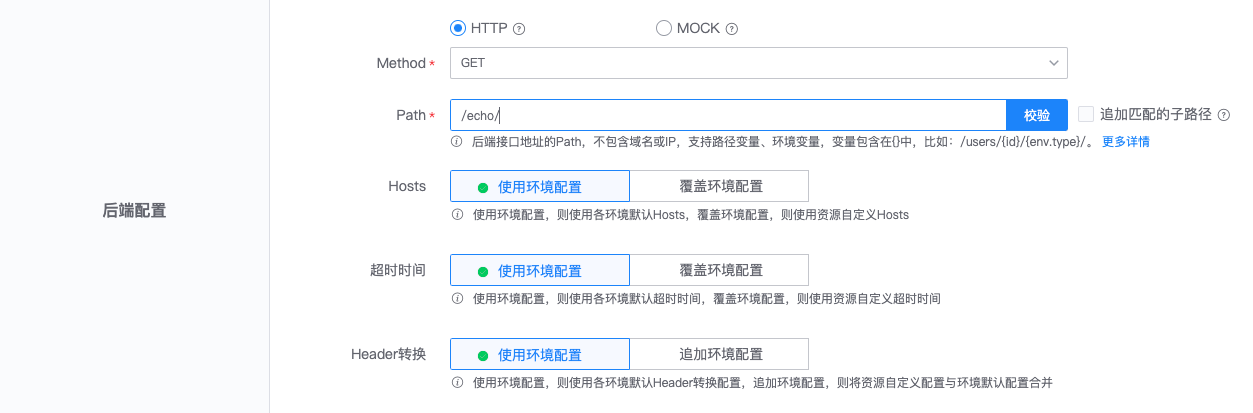 HTTP MOCK
Method * GET
Path * /echo/ 校验 追加匹配的子路径
后端接口地址的Path，不包含域名或IP，支持路径变量、环境变量，变量包含在{}中，比如：/users/{id}/{env.type}/。 更多详情
Hosts 使用环境配置 覆盖环境配置
后端配置
使用环境配置，则使用各环境默认Hosts，覆盖环境配置，则使用资源自定义Hosts
超时时间 使用环境配置 覆盖环境配置
使用环境配置，则使用各环境默认超时时间，覆盖环境配置，则使用资源自定义超时时间
Header转换 使用环境配置 追加环境配置
使用环境配置，则使用各环境默认Header转换配置，追加环境配置，则将资源自定义配置与环境默认配置合并